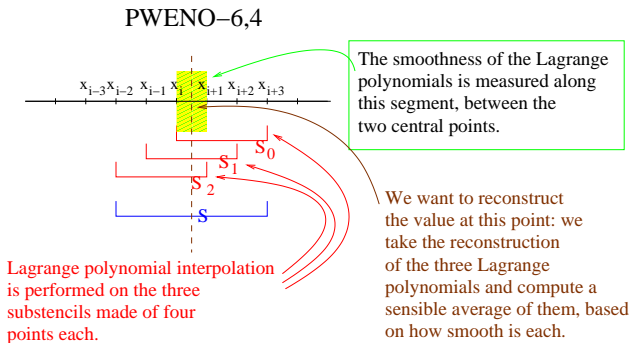 PWENO−6,4
The smoothness of the Lagrange
polynomials is measured along
this segment, between the
two central points.
x i−3 x i−2 x i−1 x i x i+1 x i+2 x i+3
S 0
S 1
S 2
S
We want to reconstruct
the value at this point: we
take the reconstruction
of the three Lagrange
polynomials and compute a
sensible average of them, based
on how smooth is each.
Lagrange polynomial interpolation
is performed on the three
substencils made of four
points each.